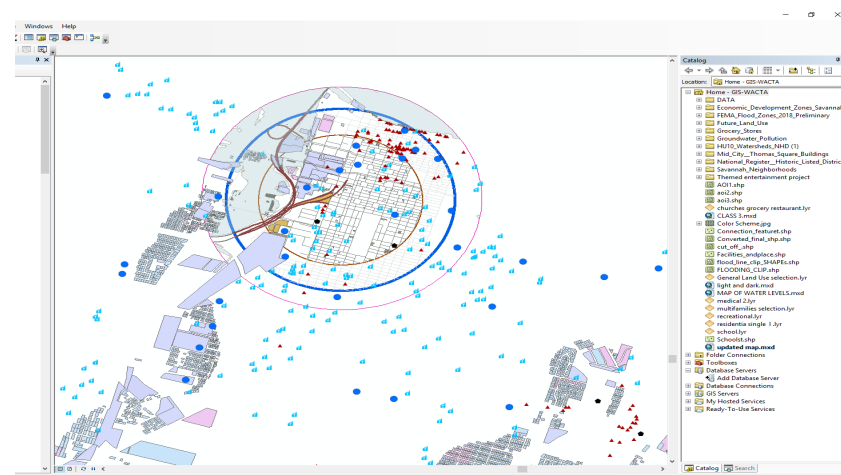 Windows Help
Catalog
Location: Home - GIS-WACTA
Home - GIS-WACTA
DATA
Economic_Development_Zones_Savannal
FEMA_Flood_Zones_2018_Preliminary
Future_Land_Use
Grocery_Stores
Groundwater_Pollution
HU10_Watersheds_NHD (1)
Mid_City__Thomas_Square_Buildings
National_Register__Historic_Listed_Distric
Savannah_Neighborhoods
Themed entertainment project
AOI1.shp
aoi2.shp
aoi3.shp
churches grocery restaurant.lyr
CLASS 3.mxd
Color Scheme.jpg
Connection_featuret.shp
Converted_final_shp.shp
cut_off_.shp
Facilities_andplace.shp
flood_line_clip_SHAPEs.shp
FLOODING_CLIP.shp
General Land Use selection.lyr
light and dark.mxd
MAP OF WATER LEVELS.mxd
medical 2.lyr
multifamilies selection.lyr
recreational.lyr
residentia single 1.lyr
school.lyr
Schoolst.shp
updated map.mxd
Folder Connections
Toolboxes
Database Servers
Add Database Server
Database Connections
GIS Servers
My Hosted Services
Ready-To-Use Services
Catalog Search